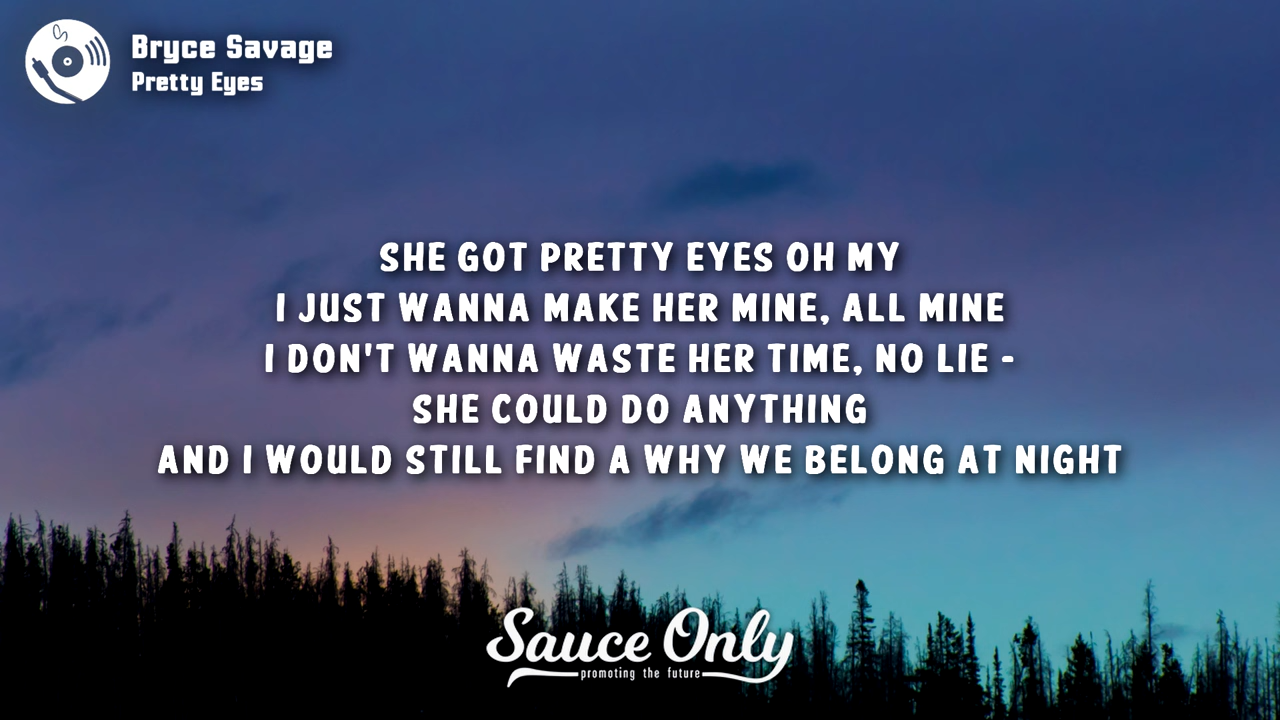 Bryce Savage
Pretty Eyes
SHE GOT PRETTY EYES OH MY
I JUST WANNA MAKE HER MINE, ALL MINE
I DON'T WANNA WASTE HER TIME, NO LIE -
SHE COULD DO ANYTHING
AND I WOULD STILL FIND A WHY WE BELONG AT NIGHT
Sauce Only
promoting the future